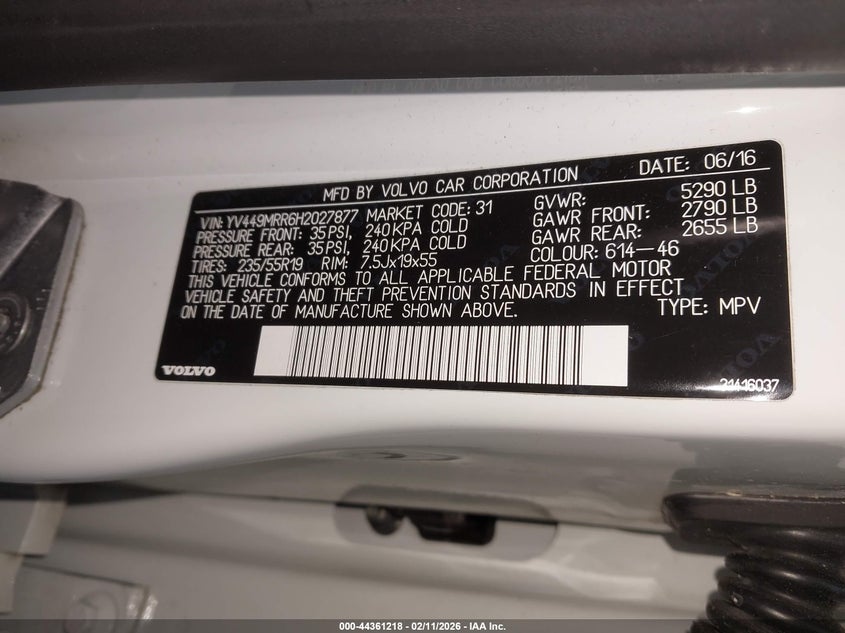 MFD BY VOLVO CAR CORPORATION DATE: 06/16
VIN: YV449MRR6H2027877 MARKET CODE: 31 GVWR: 5290 LB
PRESSURE FRONT: 35PSI, 240KPA COLD GAWR FRONT: 2790 LB
PRESSURE REAR: 35PSI, 240KPA COLD GAWR REAR: 2655 LB
TIRES: 235/55R19 RIM: 7.5Jx19x55 COLOUR: 614-46
THIS VEHICLE CONFORMS TO ALL APPLICABLE FEDERAL MOTOR
VEHICLE SAFETY AND THEFT PREVENTION STANDARDS IN EFFECT
ON THE DATE OF MANUFACTURE SHOWN ABOVE. TYPE: MPV
VOLVO 31416037
000-44361218 - 02/11/2026 - IAA Inc.